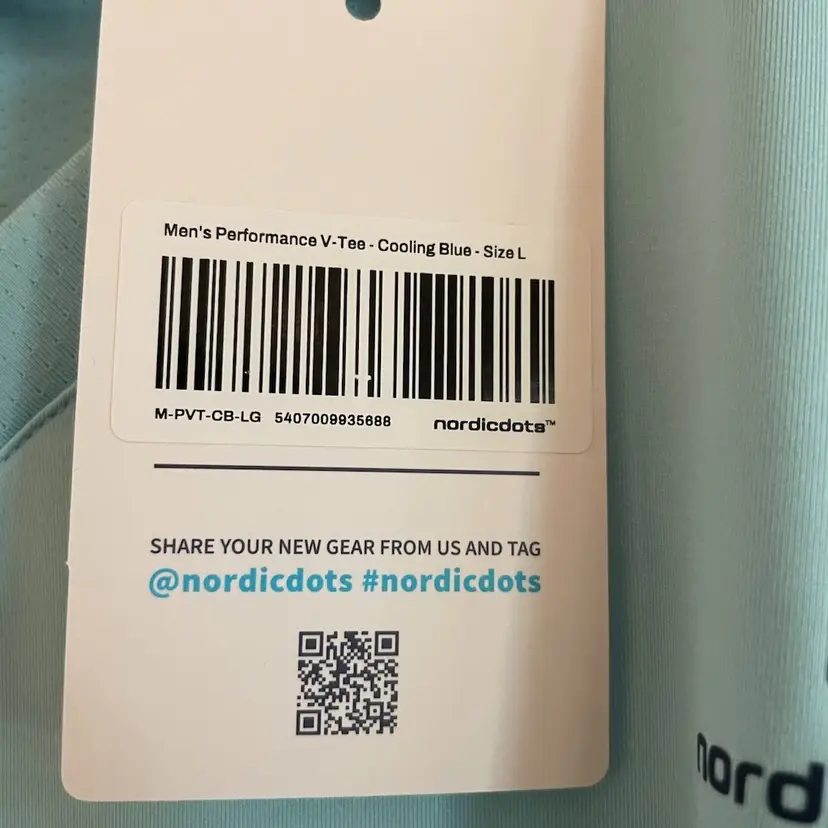 Men's Performance V-Tee - Cooling Blue - Size L
M-PVT-CB-LG 5407009935688 nordicdots™
SHARE YOUR NEW GEAR FROM US AND TAG
@nordicdots #nordicdots
nord